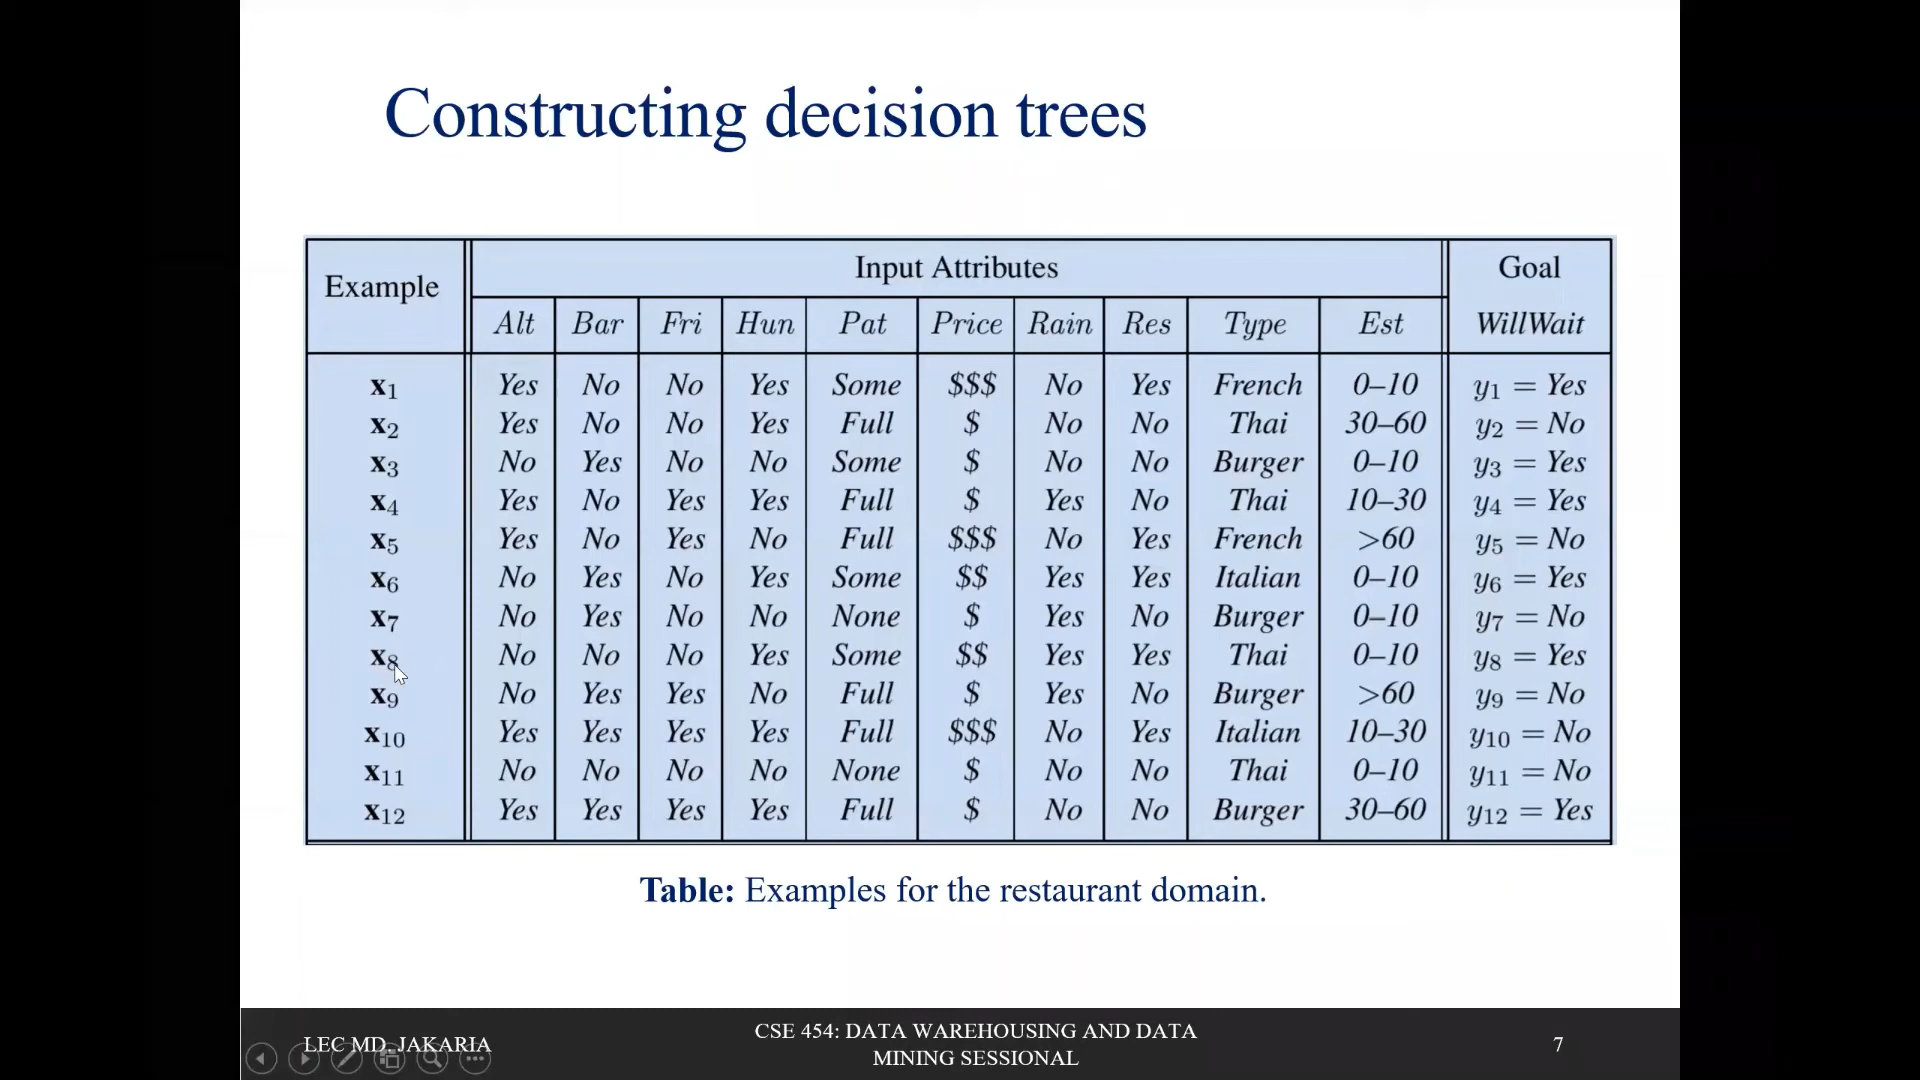 Constructing decision trees
Example Input Attributes Goal
Alt Bar Fri Hun Pat Price Rain Res Type Est WillWait
x1 Yes No No Yes Some $$$ No Yes French 0–10 y1 = Yes
x2 Yes No No Yes Full $ No No Thai 30–60 y2 = No
x3 No Yes No No Some $ No No Burger 0–10 y3 = Yes
x4 Yes No Yes Yes Full $ Yes No Thai 10–30 y4 = Yes
x5 Yes No Yes No Full $$$ No Yes French >60 y5 = No
x6 No Yes No Yes Some $$ Yes Yes Italian 0–10 y6 = Yes
x7 No Yes No No None $ Yes No Burger 0–10 y7 = No
x8 No No No Yes Some $$ Yes Yes Thai 0–10 y8 = Yes
x9 No Yes Yes No Full $ Yes No Burger >60 y9 = No
x10 Yes Yes Yes Yes Full $$$ No Yes Italian 10–30 y10 = No
x11 No No No No None $ No No Thai 0–10 y11 = No
x12 Yes Yes Yes Yes Full $ No No Burger 30–60 y12 = Yes
Table: Examples for the restaurant domain.
LEC MD. JAKARIA
CSE 454: DATA WAREHOUSING AND DATA
MINING SESSIONAL
7